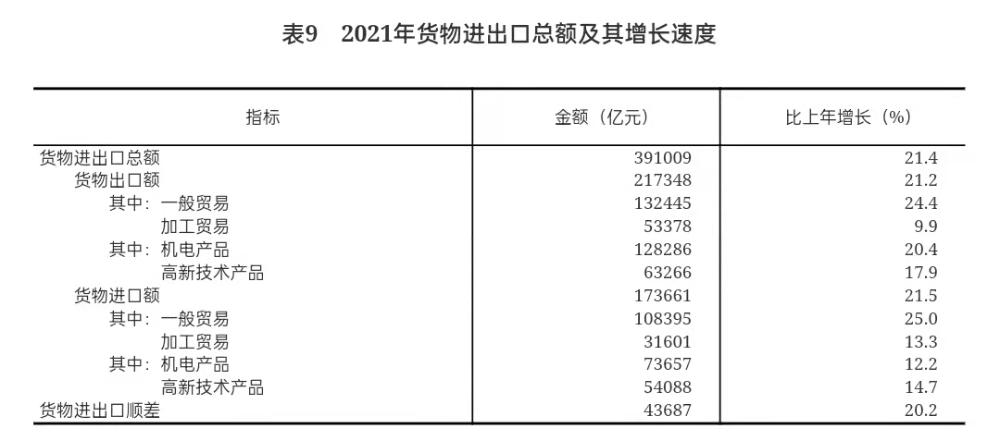 表9 2021年货物进出口总额及其增长速度
指标 金额（亿元） 比上年增长（%）
货物进出口总额 391009 21.4
货物出口额 217348 21.2
其中：一般贸易 132445 24.4
加工贸易 53378 9.9
其中：机电产品 128286 20.4
高新技术产品 63266 17.9
货物进口额 173661 21.5
其中：一般贸易 108395 25.0
加工贸易 31601 13.3
其中：机电产品 73657 12.2
高新技术产品 54088 14.7
货物进出口顺差 43687 20.2